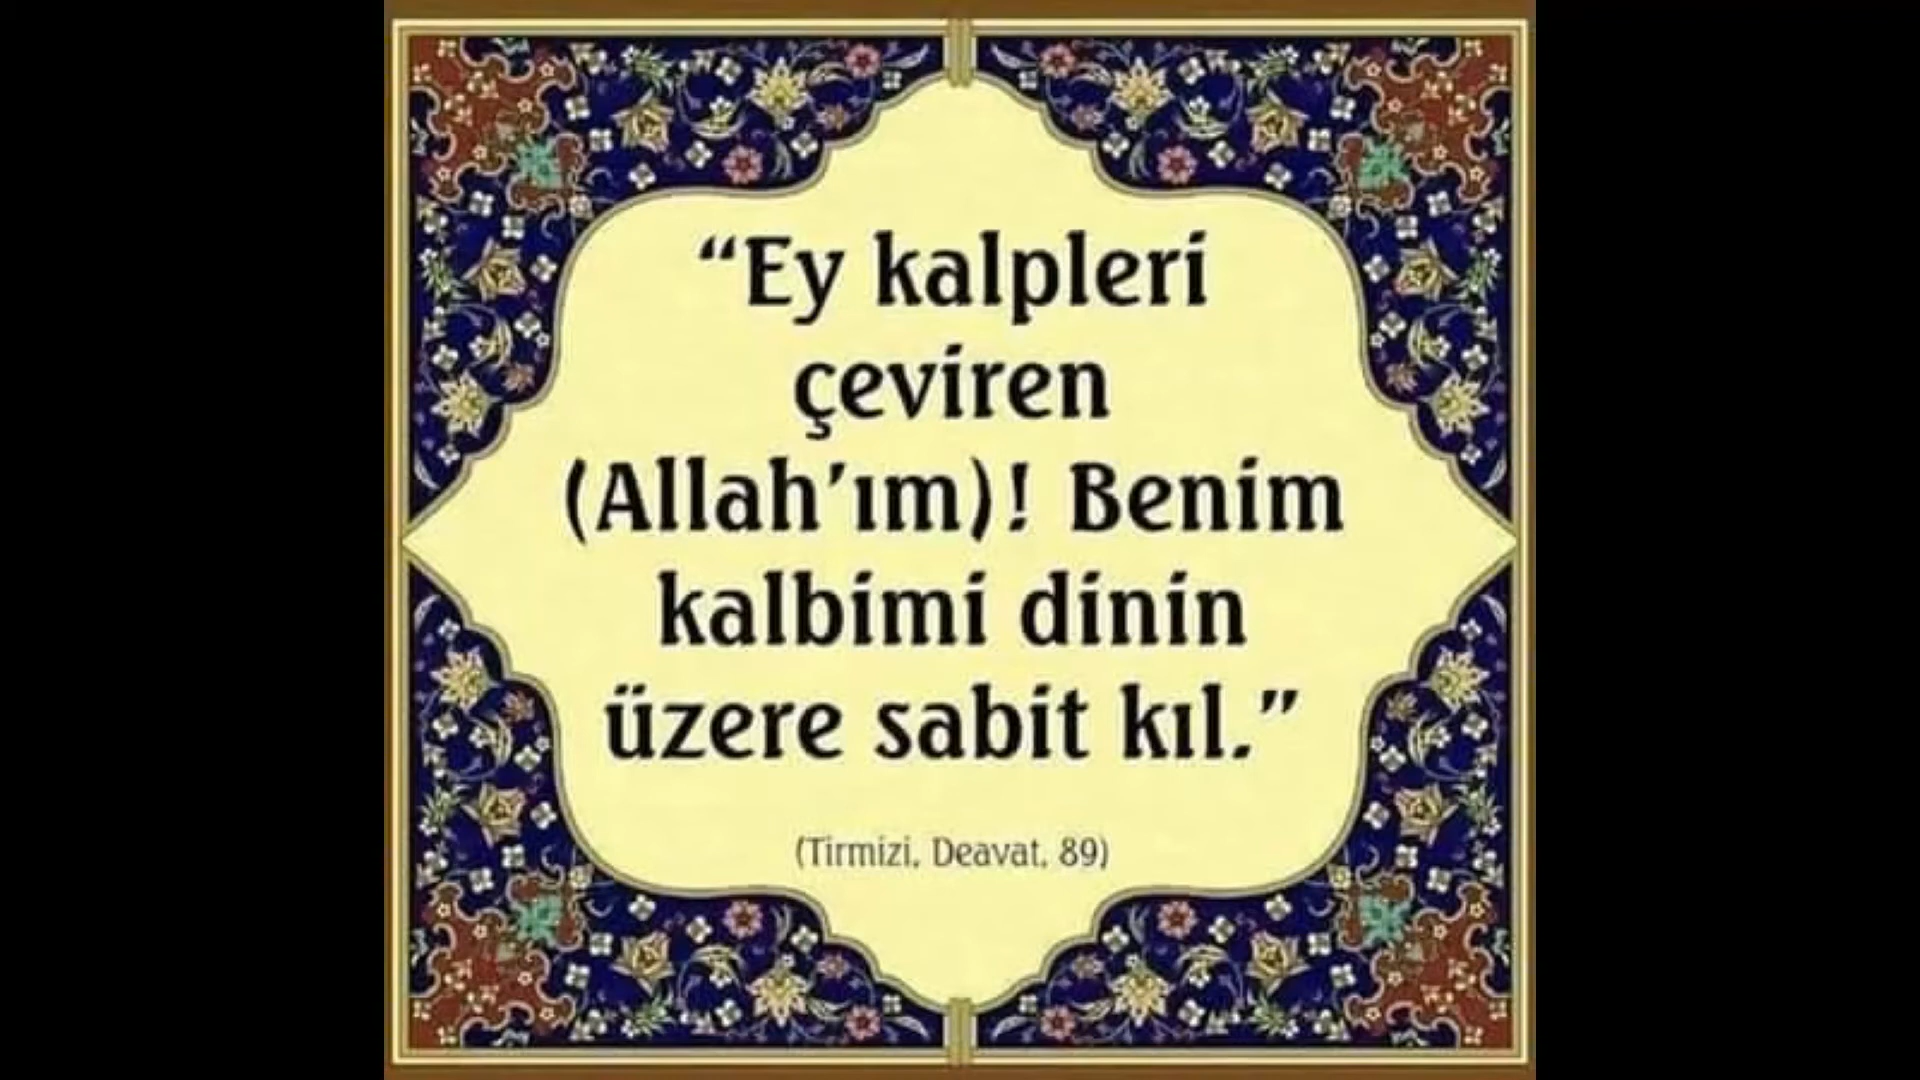 “Ey kalpleri
çeviren
(Allah’ım)! Benim
kalbimi dinin
üzere sabit kıl.”
(Tirmizi, Deavat, 89)